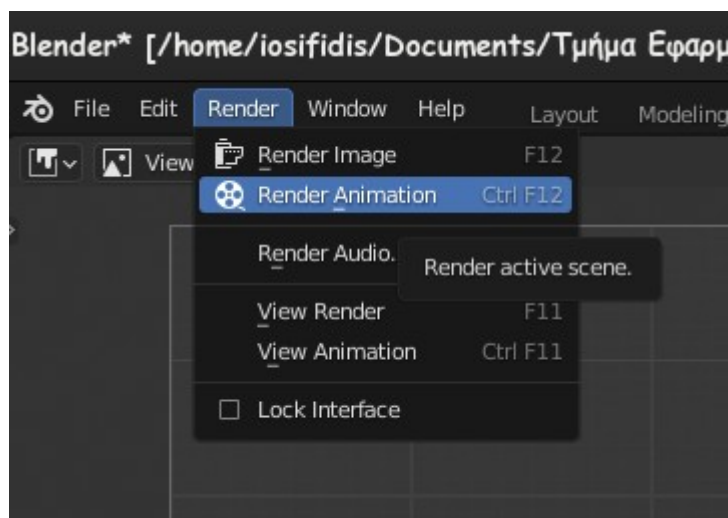 Blender* [/home/iosifidis/Documents/Τμήμα
File Edit Render Window Help Layout Modeling
View
Render Image F12
Render Animation Ctrl F12
Render Audio.
Render active scene.
View Render F11
View Animation Ctrl F11
Lock Interface